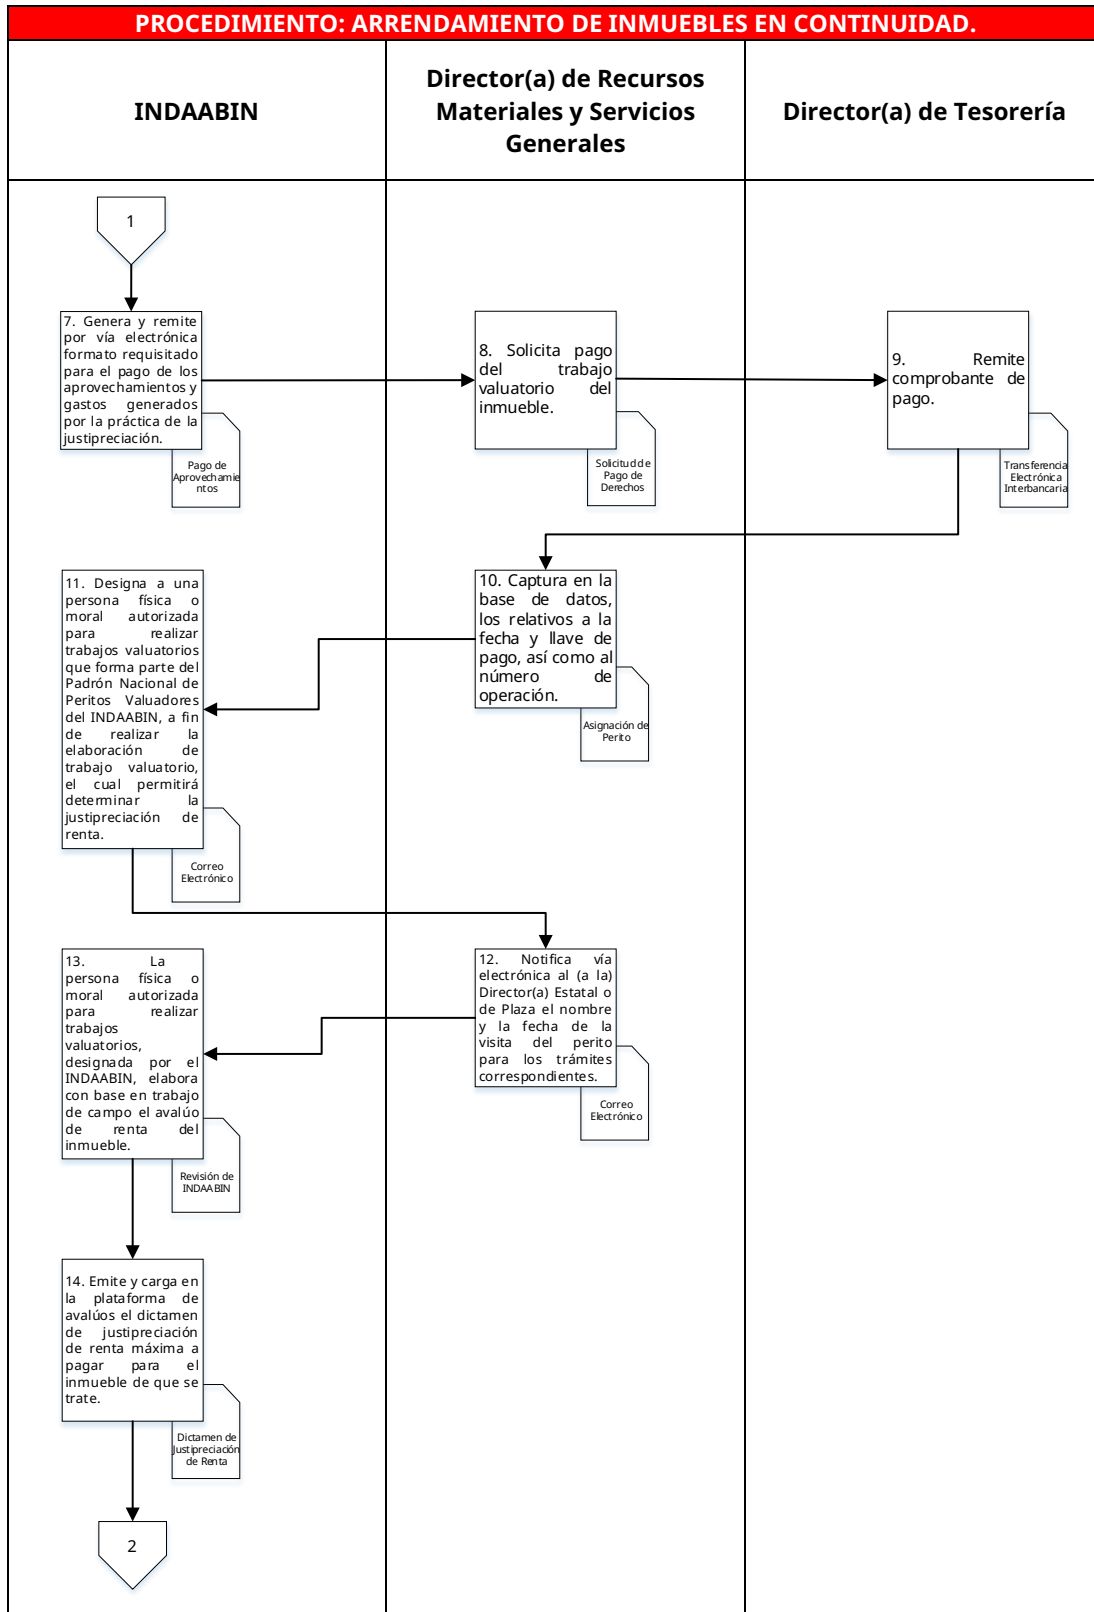 PROCEDIMIENTO: ARRENDAMIENTO DE INMUEBLES EN CONTINUIDAD.
INDAABIN
Director(a) de Recursos
Materiales y Servicios
Generales
Director(a) de Tesorería
1
7. Genera y remite
por vía electrónica
formato requisitado
para el pago de los
aprovechamientos y
gastos generados
por la práctica de la
justipreciación.
Pago de
Aprovechamie
ntos
8. Solicita pago
del trabajo
valuatorio del
inmueble.
Solicitud de
Pago de
Derechos
9. Remite
comprobante de
pago.
Transferencia
Electrónica
Interbancaria
10. Captura en la
base de datos,
los relativos a la
fecha y llave de
pago, así como al
número de
operación.
Asignación de
Perito
11. Designa a una
persona física o
moral autorizada
para realizar
trabajos valuatorios
que forma parte del
Padrón Nacional de
Peritos Valuadores
del INDAABIN, a fin
de realizar la
elaboración de
trabajo valuatorio,
el cual permitirá
determinar la
justipreciación de
renta.
Correo
Electrónico
12. Notifica vía
electrónica al (a la)
Director(a) Estatal o
de Plaza el nombre
y la fecha de la
visita del perito
para los trámites
correspondientes.
Correo
Electrónico
13. La
persona física o
moral autorizada
para realizar
trabajos
valuatorios,
designada por el
INDAABIN, elabora
con base en trabajo
de campo el avalúo
de renta del
inmueble.
Revisión de
INDAABIN
14. Emite y carga en
la plataforma de
avalúos el dictamen
de justipreciación
de renta máxima a
pagar para el
inmueble de que se
trate.
Dictamen de
Justipreciación
de Renta
2